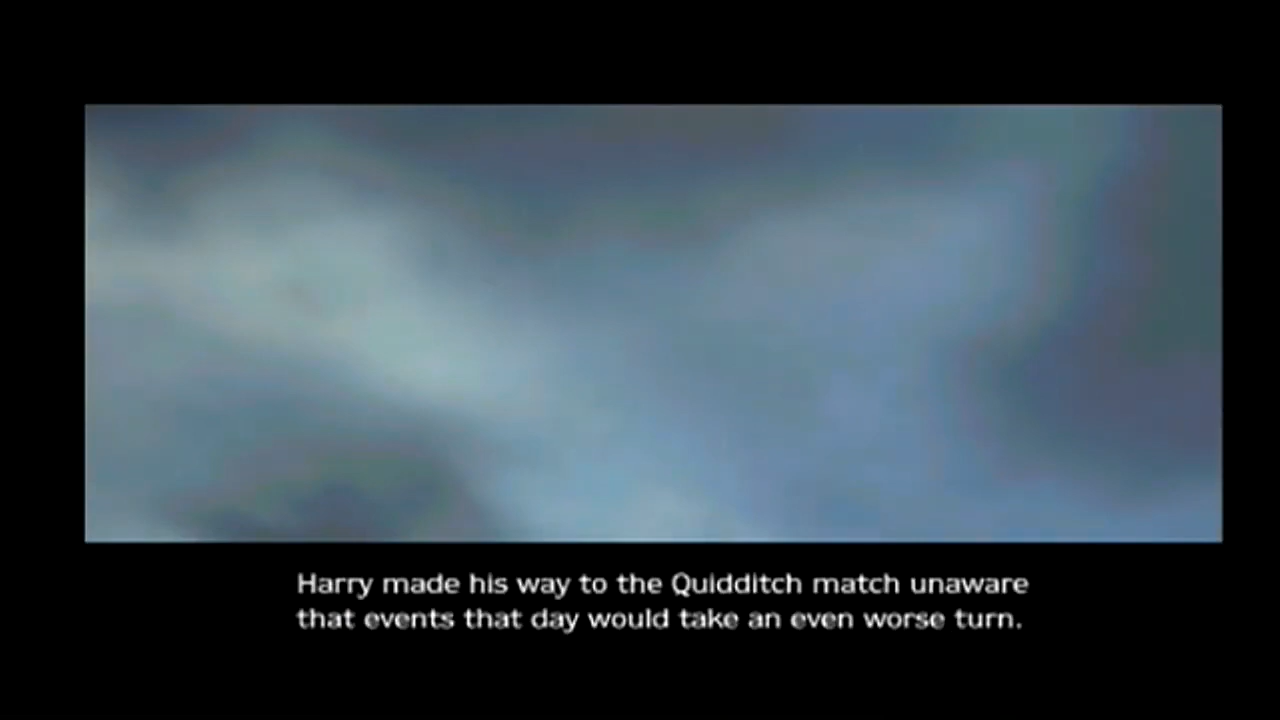 Harry made his way to the Quidditch match unaware
that events that day would take an even worse turn.